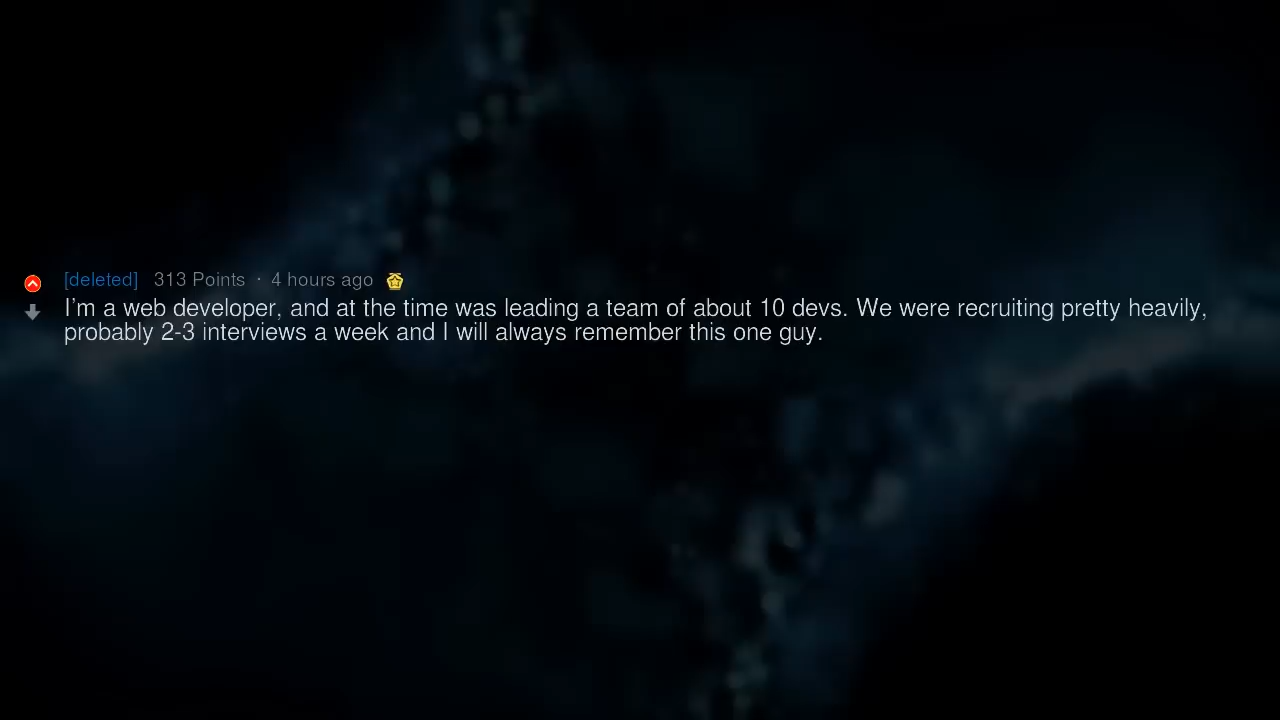 [deleted] 313 Points · 4 hours ago
I'm a web developer, and at the time was leading a team of about 10 devs. We were recruiting pretty heavily,
probably 2-3 interviews a week and I will always remember this one guy.